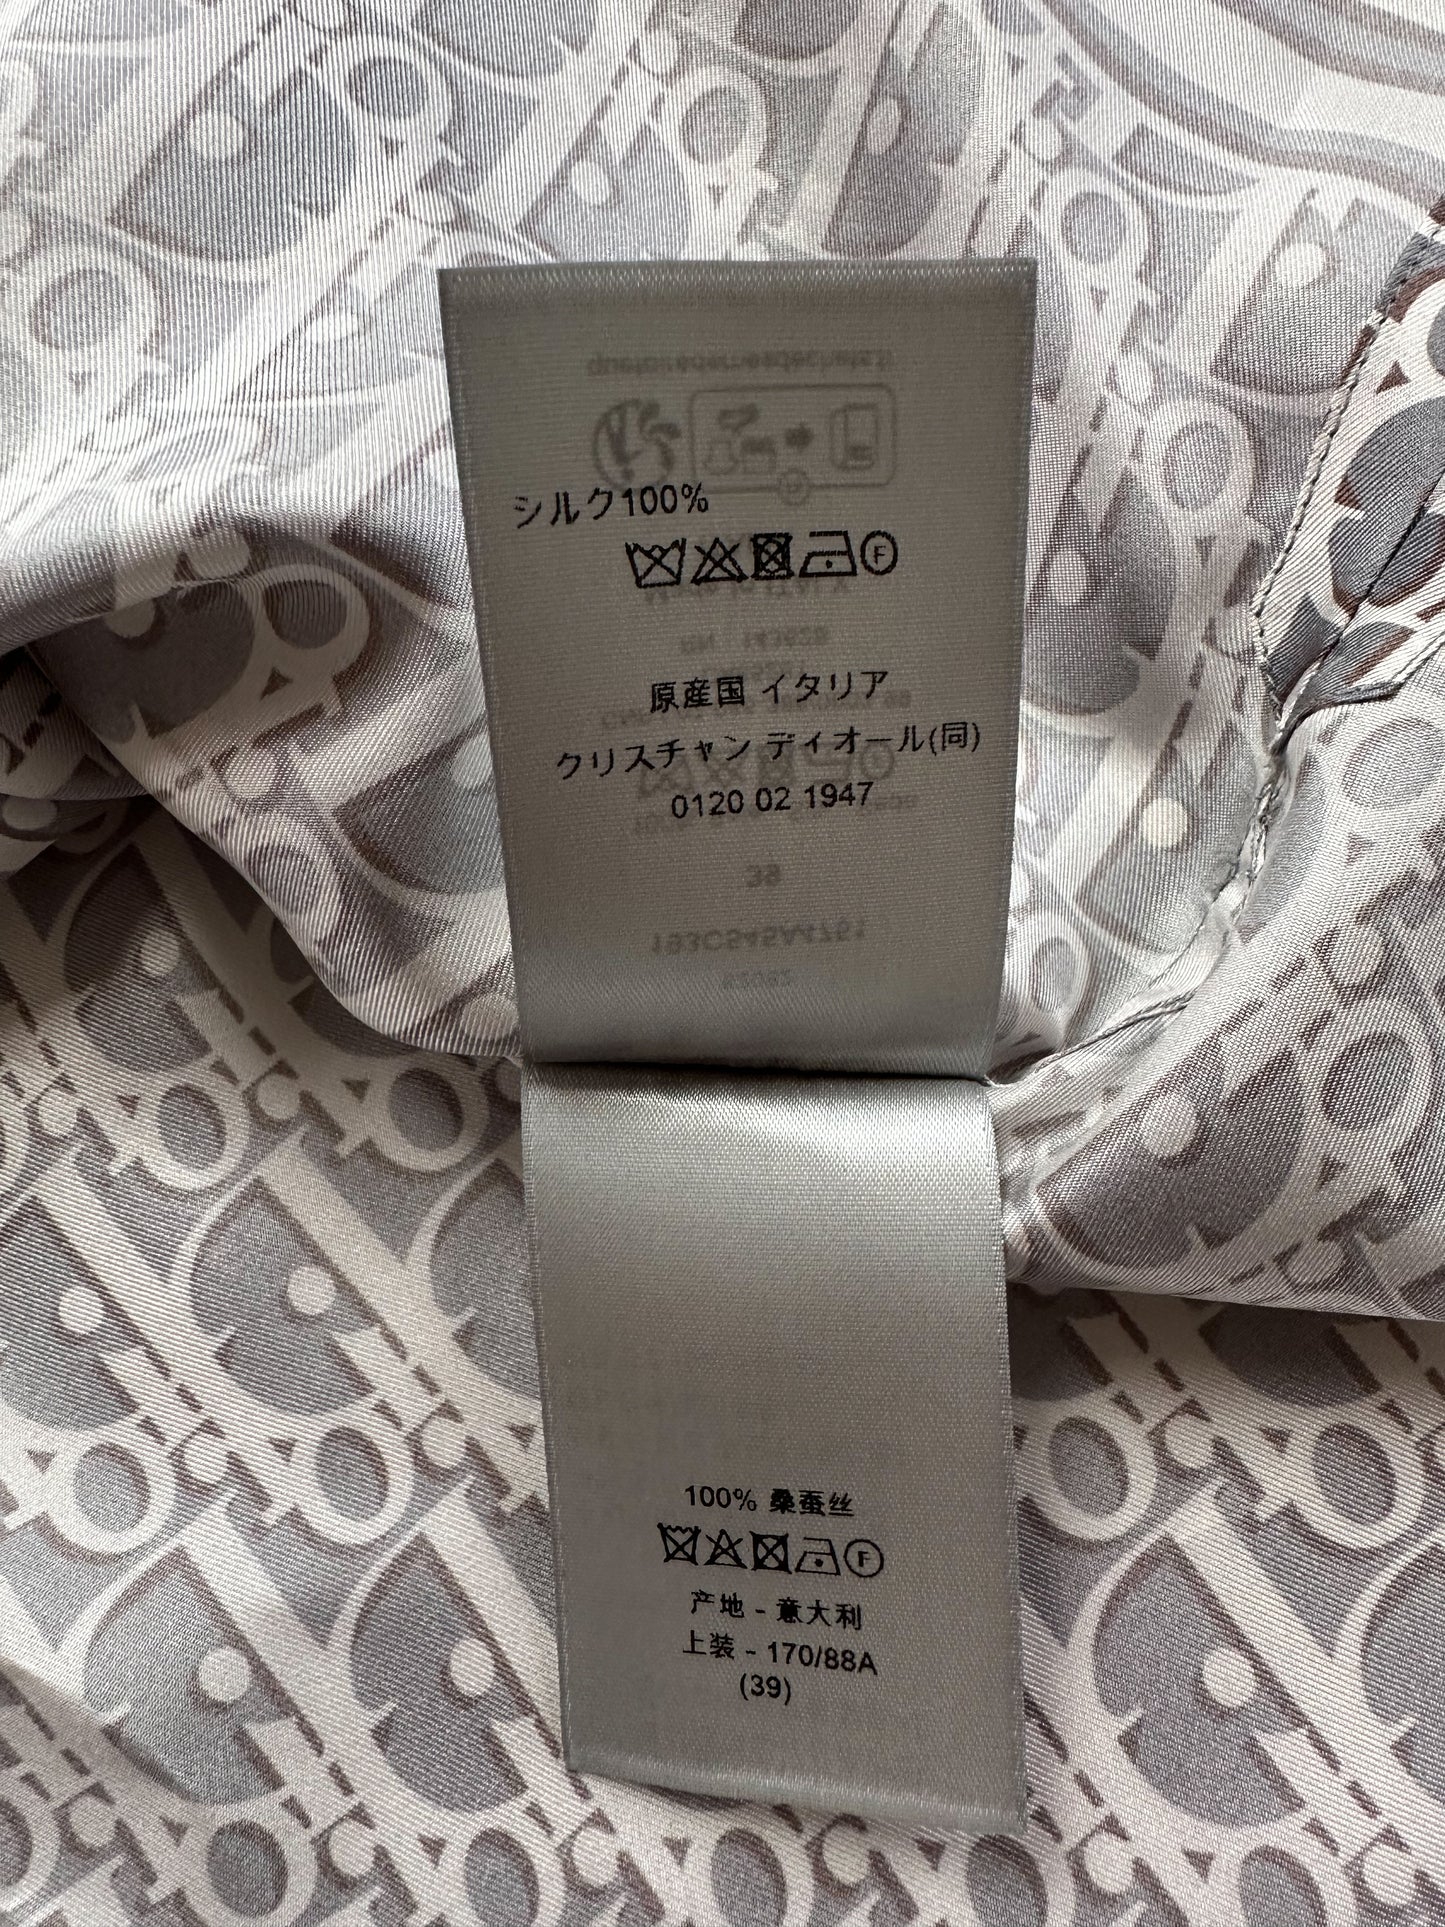 シルク100%
F
原産国 イタリア
クリスチャン ディオール(同)
0120 02 1947
100% 桑蚕丝
F
产地 - 意大利
上装 - 170/88A
(39)